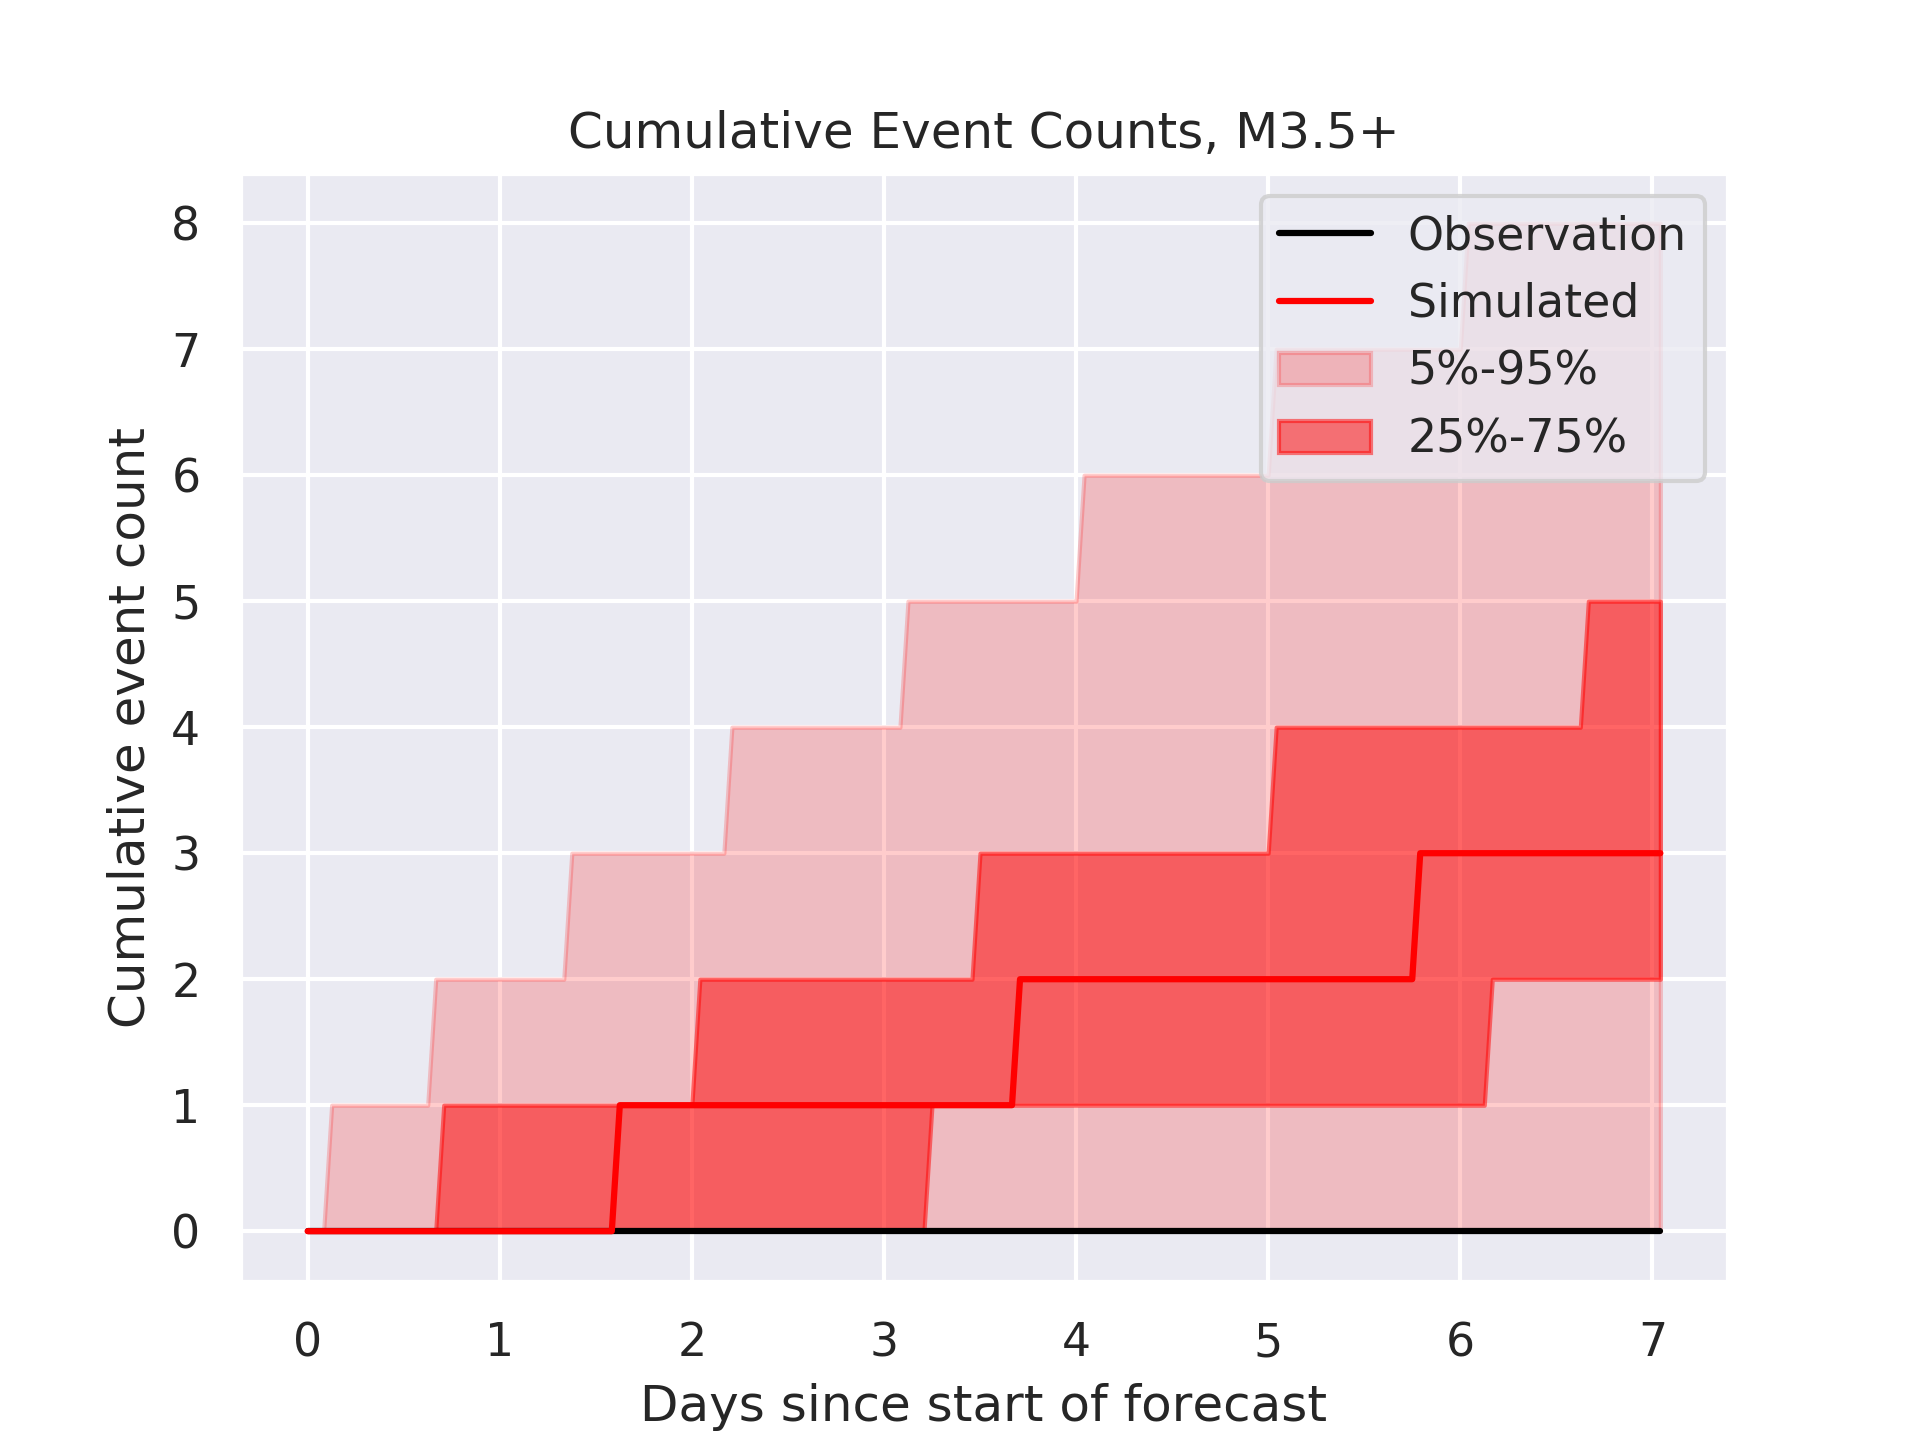 Cumulative Event Counts, M3.5+
Observation
Simulated
5%-95%
25%-75%
Cumulative event count
8
7
6
5
4
3
2
1
0
0 1 2 3 4 5 6 7
Days since start of forecast